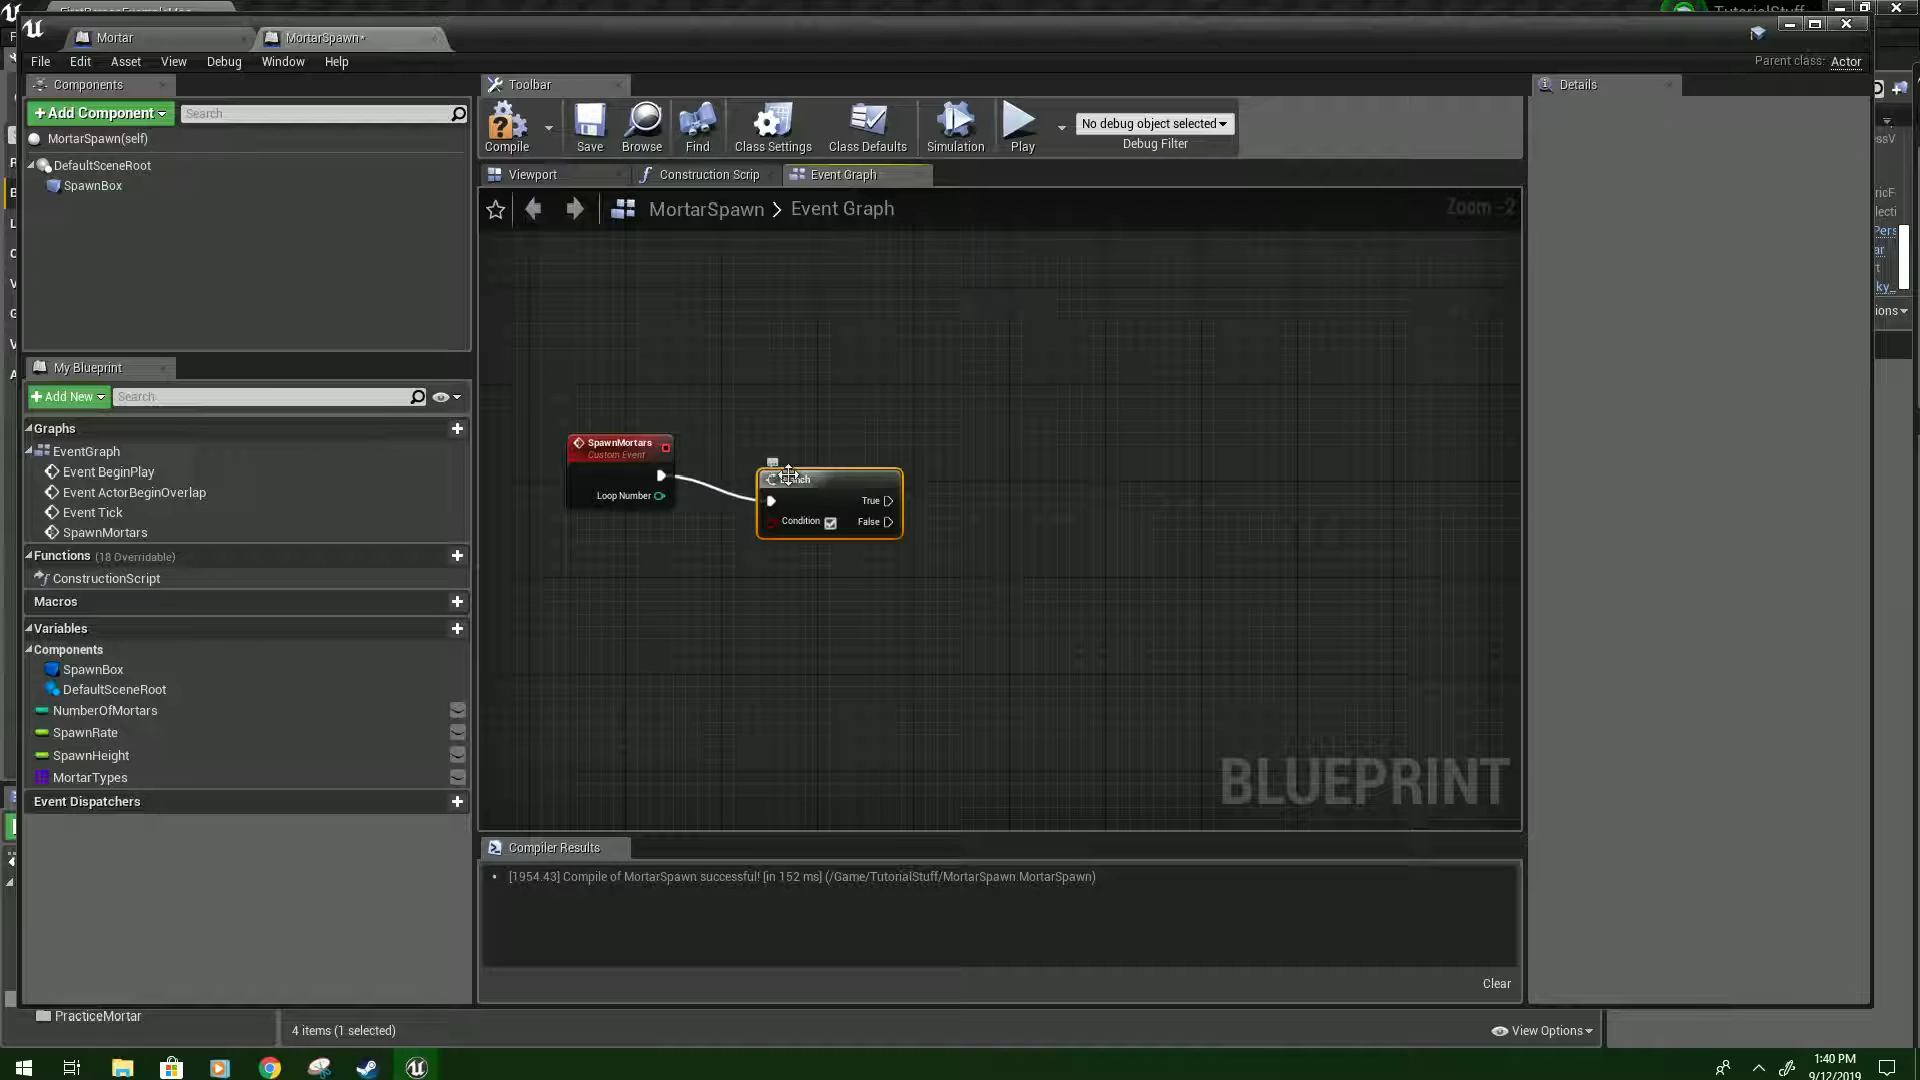 TutorialStuff
Mortar
MortarSpawn*
File Edit Asset View Debug Window Help
Parent class: Actor
Components
Toolbar
Details
+ Add Component
Search
MortarSpawn(self)
DefaultSceneRoot
SpawnBox
Compile
Save
Browse
Find
Class Settings
Class Defaults
Simulation
Play
No debug object selected
Debug Filter
Viewport
Construction Scrip
Event Graph
MortarSpawn > Event Graph
Zoom -2
My Blueprint
+ Add New
Search
Graphs
EventGraph
Event BeginPlay
Event ActorBeginOverlap
Event Tick
SpawnMortars
Functions (18 Overridable)
ConstructionScript
Macros
Variables
Components
SpawnBox
DefaultSceneRoot
NumberOfMortars
SpawnRate
SpawnHeight
MortarTypes
Event Dispatchers
SpawnMortars
Custom Event
Loop Number
True
Condition
False
BLUEPRINT
Compiler Results
[1954.43] Compile of MortarSpawn successful! [in 152 ms] (/Game/TutorialStuff/MortarSpawn.MortarSpawn)
Clear
PracticeMortar
4 items (1 selected)
View Options
1:40 PM
9/12/2019